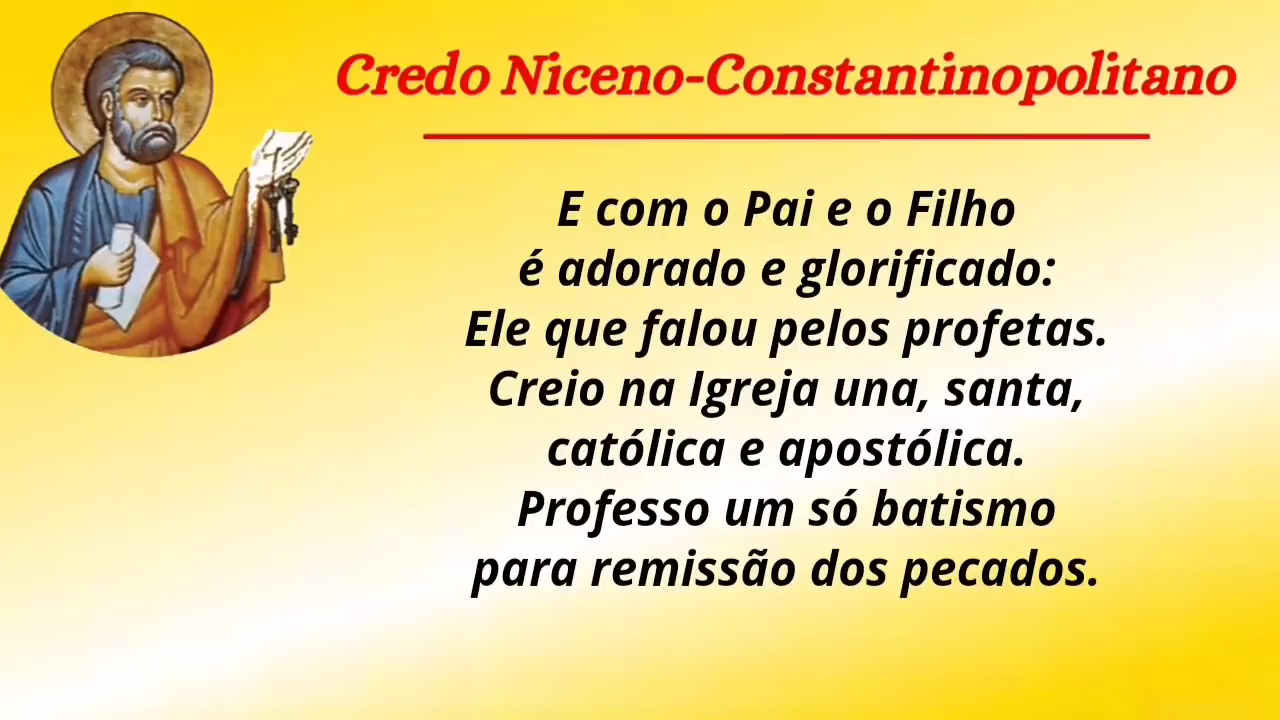 Credo Niceno-Constantinopolitano
E com o Pai e o Filho
é adorado e glorificado:
Ele que falou pelos profetas.
Creio na Igreja una, santa,
católica e apostólica.
Professo um só batismo
para remissão dos pecados.